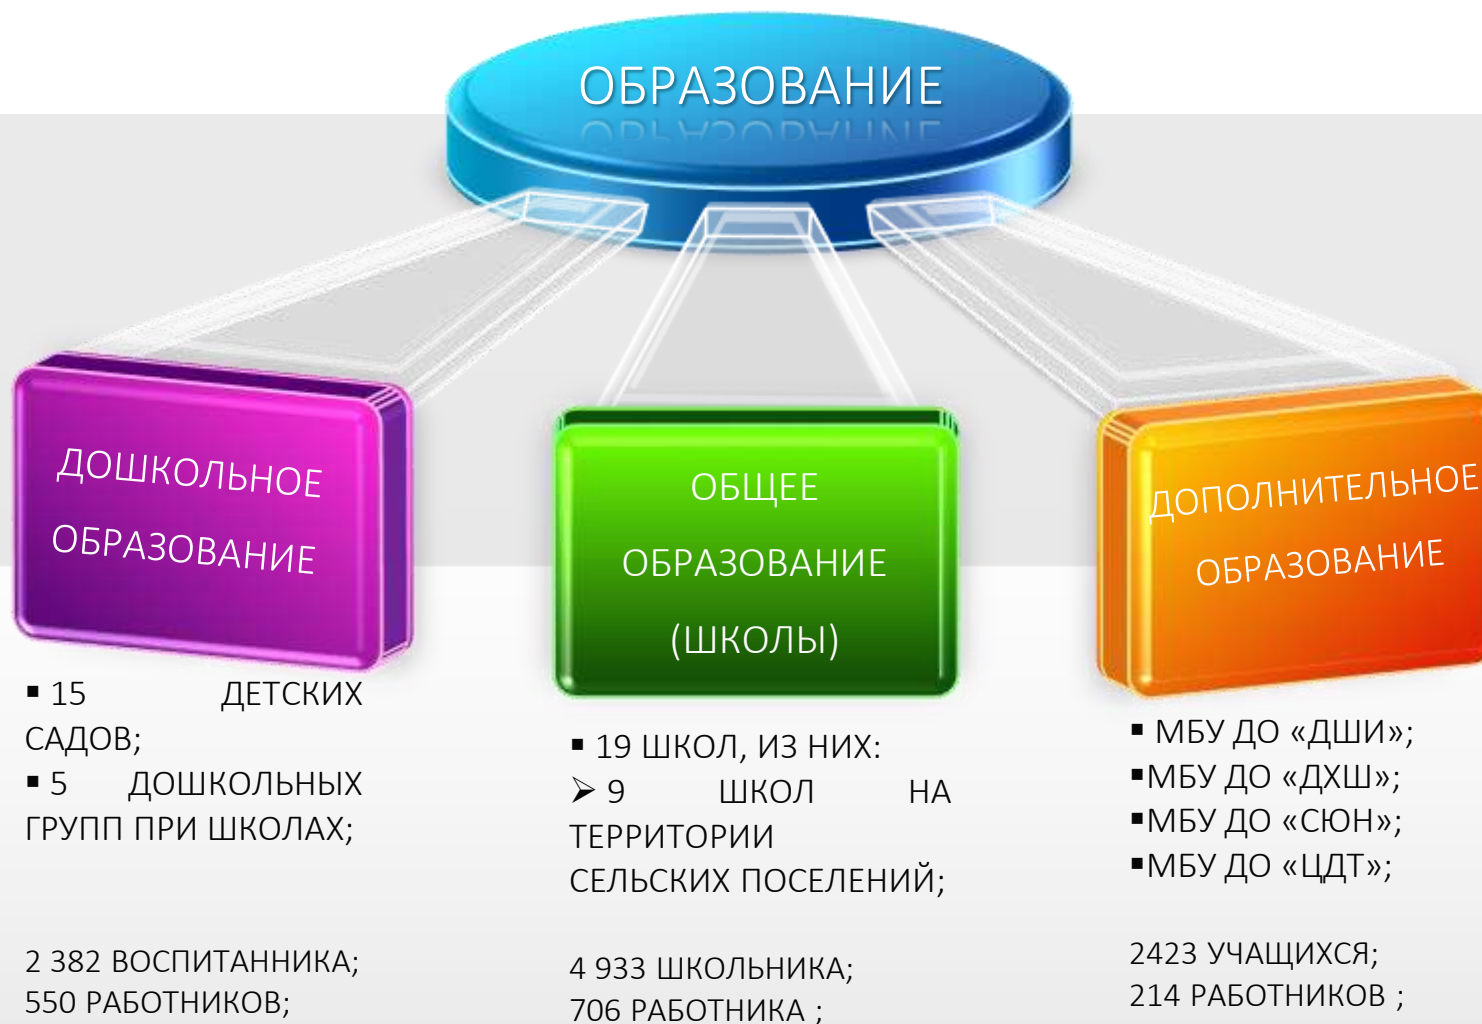 ОБРАЗОВАНИЕ
ДОШКОЛЬНОЕ
ОБРАЗОВАНИЕ
▪ 15 ДЕТСКИХ
САДОВ;
▪ 5 ДОШКОЛЬНЫХ
ГРУПП ПРИ ШКОЛАХ;
2 382 ВОСПИТАННИКА;
550 РАБОТНИКОВ;
ОБЩЕЕ
ОБРАЗОВАНИЕ
(ШКОЛЫ)
▪ 19 ШКОЛ, ИЗ НИХ:
➢ 9 ШКОЛ НА
ТЕРРИТОРИИ
СЕЛЬСКИХ ПОСЕЛЕНИЙ;
4 933 ШКОЛЬНИКА;
706 РАБОТНИКА ;
ДОПОЛНИТЕЛЬНОЕ
ОБРАЗОВАНИЕ
▪ МБУ ДО «ДШИ»;
▪МБУ ДО «ДХШ»;
▪МБУ ДО «СЮН»;
▪МБУ ДО «ЦДТ»;
2423 УЧАЩИХСЯ;
214 РАБОТНИКОВ ;